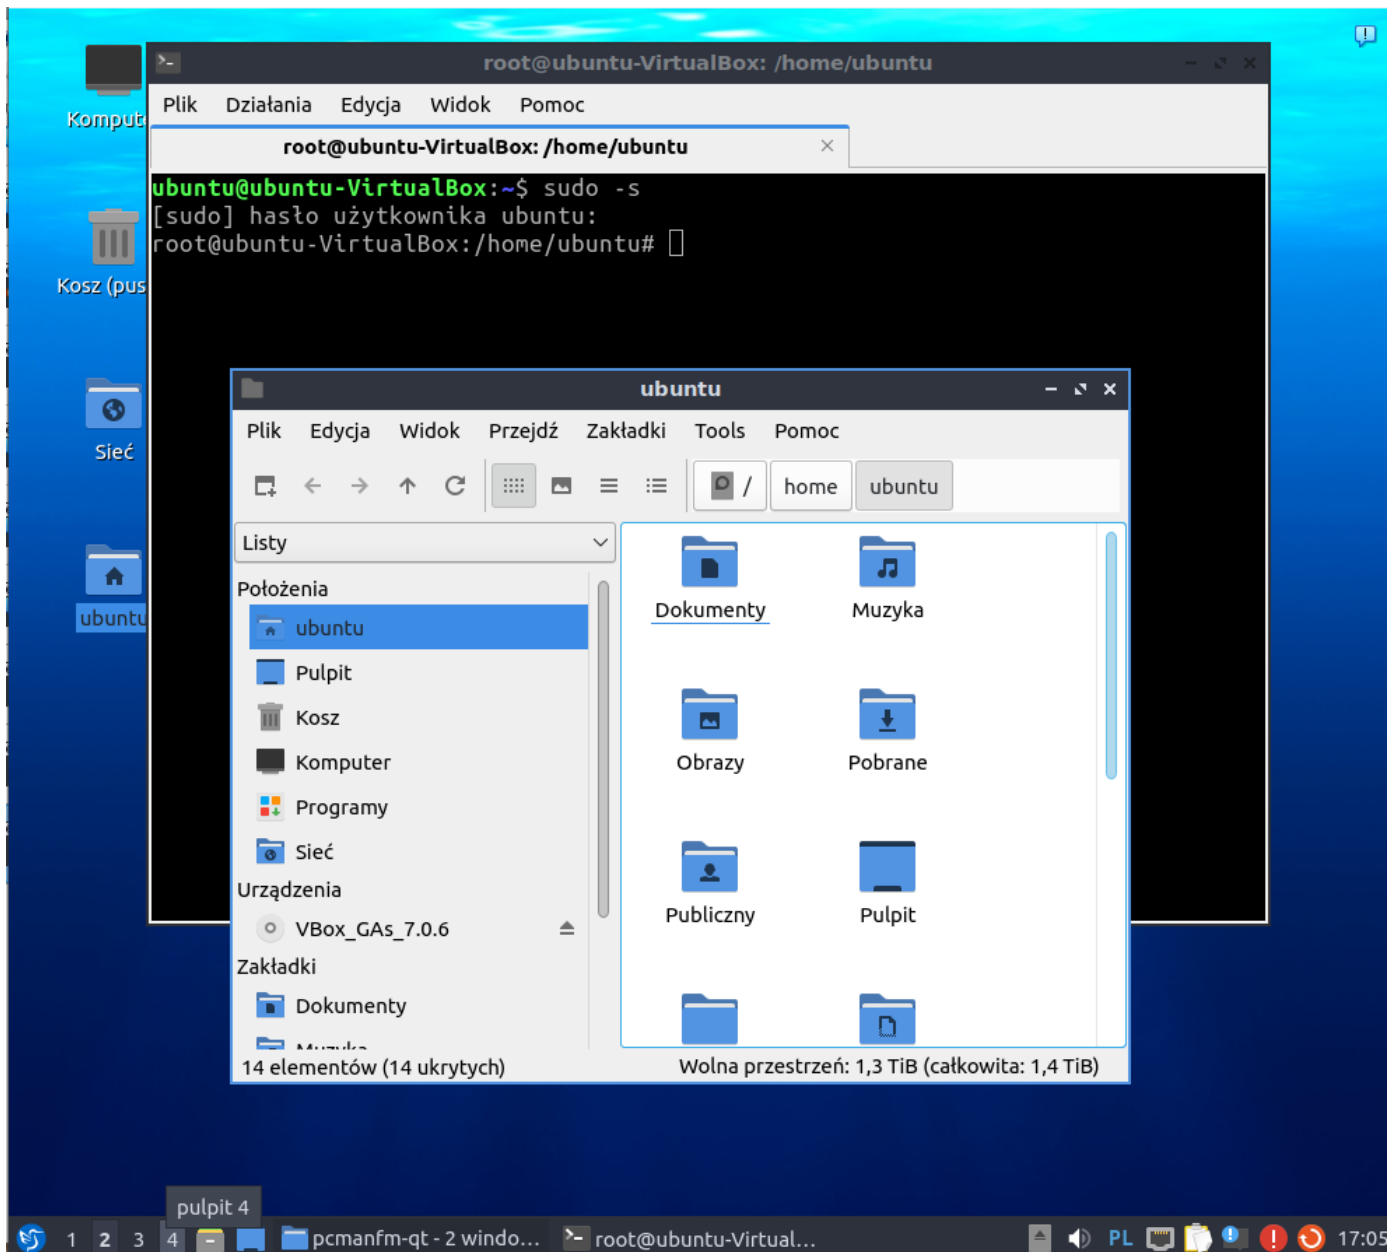 root@ubuntu-VirtualBox: /home/ubuntu
Plik Działania Edycja Widok Pomoc
root@ubuntu-VirtualBox: /home/ubuntu
ubuntu@ubuntu-VirtualBox:~$ sudo -s
[sudo] hasło użytkownika ubuntu:
root@ubuntu-VirtualBox:/home/ubuntu#
Kompute
Kosz (pus
Sieć
ubuntu
ubuntu
Plik Edycja Widok Przejdź Zakładki Tools Pomoc
/ home ubuntu
Listy
Położenia
ubuntu
Pulpit
Kosz
Komputer
Programy
Sieć
Urządzenia
VBox_GAs_7.0.6
Zakładki
Dokumenty
Muzyka
Dokumenty Muzyka
Obrazy Pobrane
Publiczny Pulpit
14 elementów (14 ukrytych) Wolna przestrzeń: 1,3 TiB (całkowita: 1,4 TiB)
pulpit 4
1 2 3 4 pcmanfm-qt - 2 windo... root@ubuntu-Virtual... PL 17:05